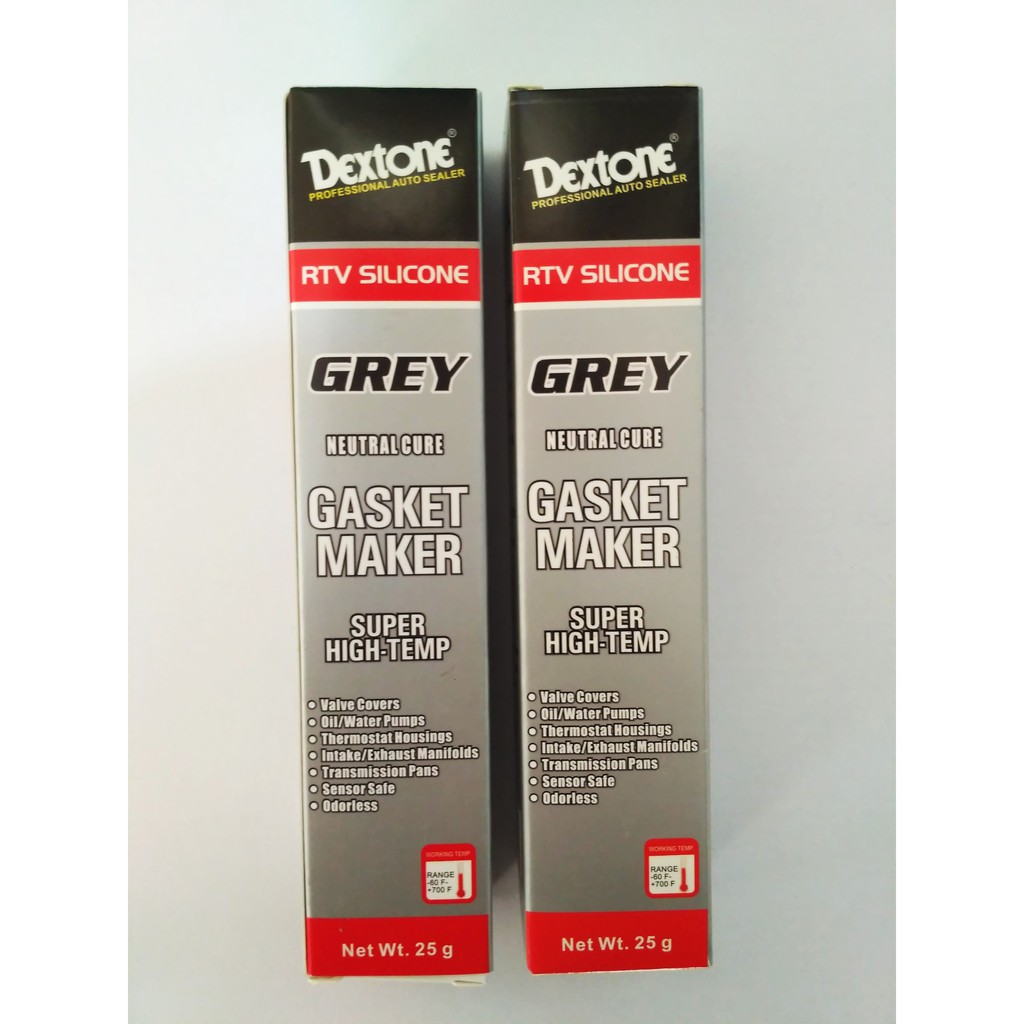 Dextone®
PROFESSIONAL AUTO SEALER
RTV SILICONE
GREY
NEUTRAL CURE
GASKET
MAKER
SUPER
HIGH-TEMP
• Valve Covers
• Oil/Water Pumps
• Thermostat Housings
• Intake/Exhaust Manifolds
• Transmission Pans
• Sensor Safe
• Odorless
WORKING TEMP
RANGE
-60 F-
+700 F
Net Wt. 25 g
Dextone®
PROFESSIONAL AUTO SEALER
RTV SILICONE
GREY
NEUTRAL CURE
GASKET
MAKER
SUPER
HIGH-TEMP
• Valve Covers
• Oil/Water Pumps
• Thermostat Housings
• Intake/Exhaust Manifolds
• Transmission Pans
• Sensor Safe
• Odorless
WORKING TEMP
RANGE
-60 F-
+700 F
Net Wt. 25 g